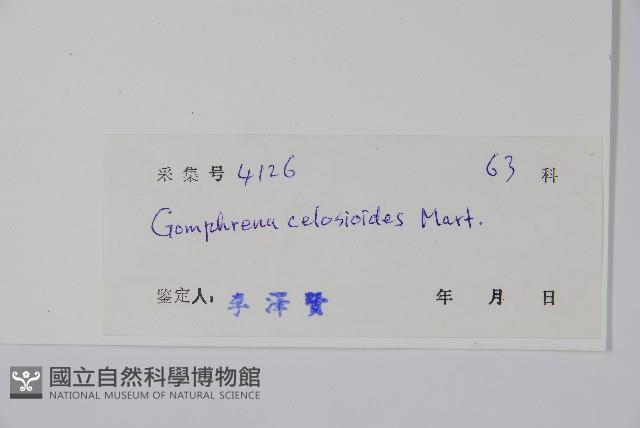 采集号 4126 63 科
Gomphrena celosioides Mart.
鉴定人: 李澤賢 年 月 日
國立自然科學博物館
NATIONAL MUSEUM OF NATURAL SCIENCE